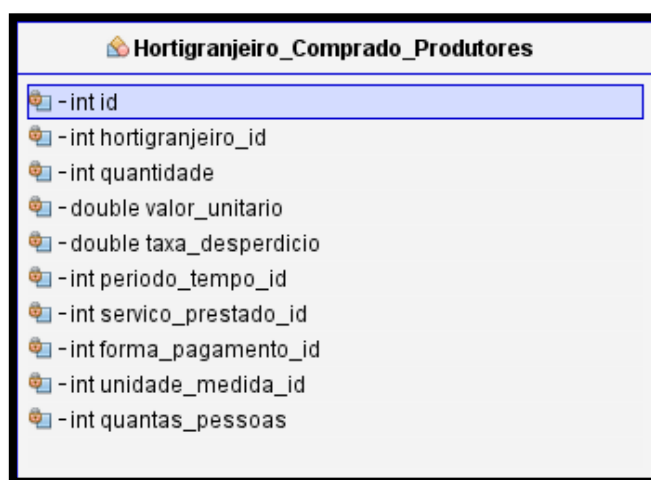 Hortigranjeiro_Comprado_Produtores
-int id
-int hortigranjeiro_id
-int quantidade
-double valor_unitario
-double taxa_desperdicio
-int periodo_tempo_id
-int servico_prestado_id
-int forma_pagamento_id
-int unidade_medida_id
-int quantas_pessoas